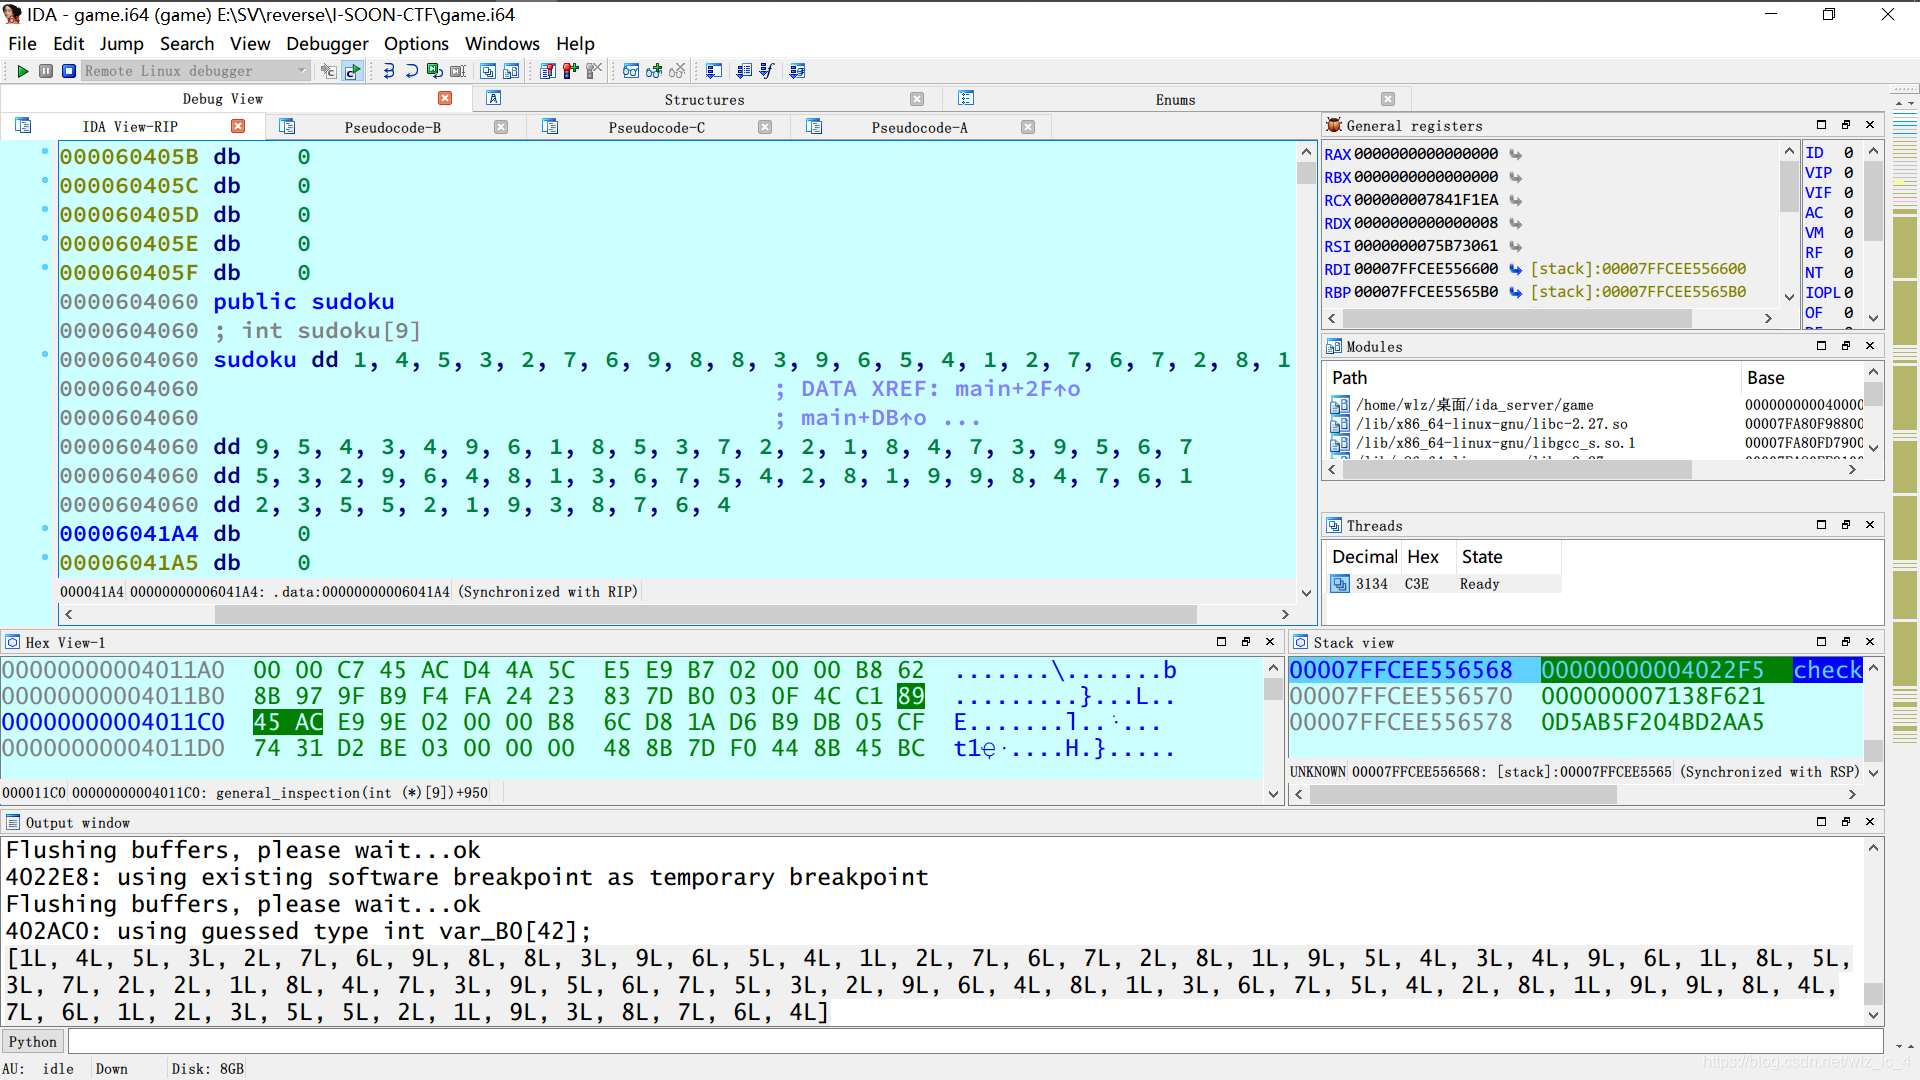 IDA - game.i64 (game) E:\SV\reverse\I-SOON-CTF\game.i64
File Edit Jump Search View Debugger Options Windows Help
Remote Linux debugger
Debug View Structures Enums
IDA View-RIP Pseudocode-B Pseudocode-C Pseudocode-A
000060405B db 0
000060405C db 0
000060405D db 0
000060405E db 0
000060405F db 0
0000604060 public sudoku
0000604060 ; int sudoku[9]
0000604060 sudoku dd 1, 4, 5, 3, 2, 7, 6, 9, 8, 8, 3, 9, 6, 5, 4, 1, 2, 7, 6, 7, 2, 8, 1
0000604060 ; DATA XREF: main+2F↑o
0000604060 ; main+DB↑o ...
0000604060 dd 9, 5, 4, 3, 4, 9, 6, 1, 8, 5, 3, 7, 2, 2, 1, 8, 4, 7, 3, 9, 5, 6, 7
0000604060 dd 5, 3, 2, 9, 6, 4, 8, 1, 3, 6, 7, 5, 4, 2, 8, 1, 9, 9, 8, 4, 7, 6, 1
0000604060 dd 2, 3, 5, 5, 2, 1, 9, 3, 8, 7, 6, 4
00006041A4 db 0
00006041A5 db 0
000041A4 00000000006041A4: .data:00000000006041A4 (Synchronized with RIP)
General registers
RAX 0000000000000000
RBX 0000000000000000
RCX 000000007841F1EA
RDX 0000000000000008
RSI 0000000075B73061
RDI 00007FFCEE556600 [stack]:00007FFCEE556600
RBP 00007FFCEE5565B0 [stack]:00007FFCEE5565B0
ID 0
VIP 0
VIF 0
AC 0
VM 0
RF 0
NT 0
IOPL 0
OF 0
Modules
Path Base
/home/wlz/桌面/ida_server/game 000000000040000
/lib/x86_64-linux-gnu/libc-2.27.so 00007FA80F98800
/lib/x86_64-linux-gnu/libgcc_s.so.1 00007FA80FD7900
Threads
Decimal Hex State
3134 C3E Ready
Hex View-1
00000000004011A0 00 00 C7 45 AC D4 4A 5C E5 E9 B7 02 00 00 B8 62 .......\.......b
00000000004011B0 8B 97 9F B9 F4 FA 24 23 83 7D B0 03 0F 4C C1 89 .........}...L..
00000000004011C0 45 AC E9 9E 02 00 00 B8 6C D8 1A D6 B9 DB 05 CF
00000000004011D0 74 31 D2 BE 03 00 00 00 48 8B 7D F0 44 8B 45 BC
000011C0 00000000004011C0: general_inspection(int (*)[9])+950
Stack view
00007FFCEE556568 00000000004022F5 check
00007FFCEE556570 000000007138F621
00007FFCEE556578 0D5AB5F204BD2AA5
UNKNOWN 00007FFCEE556568: [stack]:00007FFCEE5565 (Synchronized with RSP)
Output window
Flushing buffers, please wait...ok
4022E8: using existing software breakpoint as temporary breakpoint
Flushing buffers, please wait...ok
402AC0: using guessed type int var_B0[42];
[1L, 4L, 5L, 3L, 2L, 7L, 6L, 9L, 8L, 8L, 3L, 9L, 6L, 5L, 4L, 1L, 2L, 7L, 6L, 7L, 2L, 8L, 1L, 9L, 5L, 4L, 3L, 4L, 9L, 6L, 1L, 8L, 5L,
3L, 7L, 2L, 2L, 1L, 8L, 4L, 7L, 3L, 9L, 5L, 6L, 7L, 5L, 3L, 2L, 9L, 6L, 4L, 8L, 1L, 3L, 6L, 7L, 5L, 4L, 2L, 8L, 1L, 9L, 9L, 8L, 4L,
7L, 6L, 1L, 2L, 3L, 5L, 5L, 2L, 1L, 9L, 3L, 8L, 7L, 6L, 4L]
Python
AU: idle Down Disk: 8GB
https://blog.csdn.net/wlz_lc_4